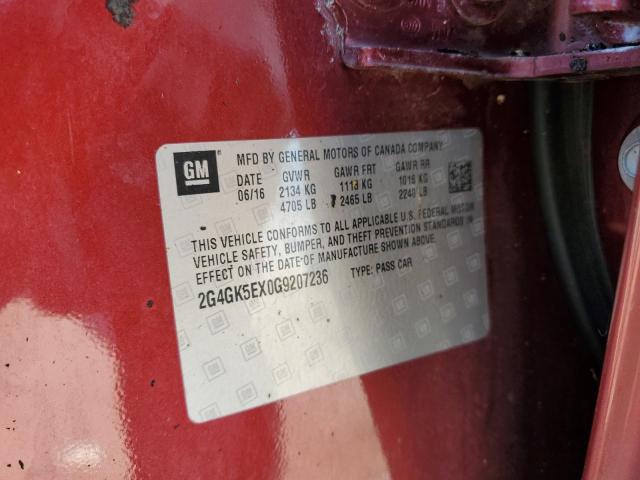 GM
MFD BY GENERAL MOTORS OF CANADA COMPANY
DATE GVWR GAWR FRT GAWR RR
06/16 2134 KG 1118 KG 1016 KG
4705 LB 2465 LB 2240 LB
THIS VEHICLE CONFORMS TO ALL APPLICABLE U.S. FEDERAL MOTOR
VEHICLE SAFETY, BUMPER, AND THEFT PREVENTION STANDARDS IN
EFFECT ON THE DATE OF MANUFACTURE SHOWN ABOVE.
2G4GK5EX0G9207236 TYPE: PASS CAR